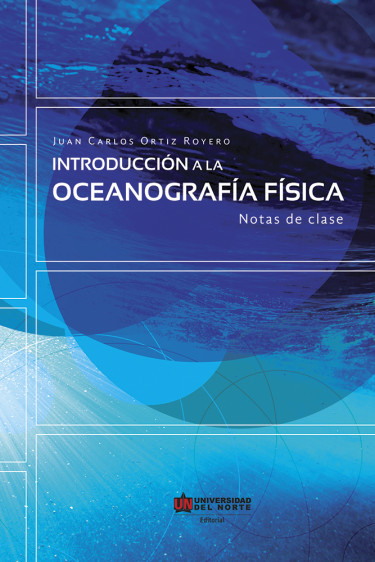 Juan Carlos Ortiz Royero
INTRODUCCIÓN A LA
OCEANOGRAFÍA FÍSICA
Notas de clase
UN UNIVERSIDAD
DEL NORTE
Editorial